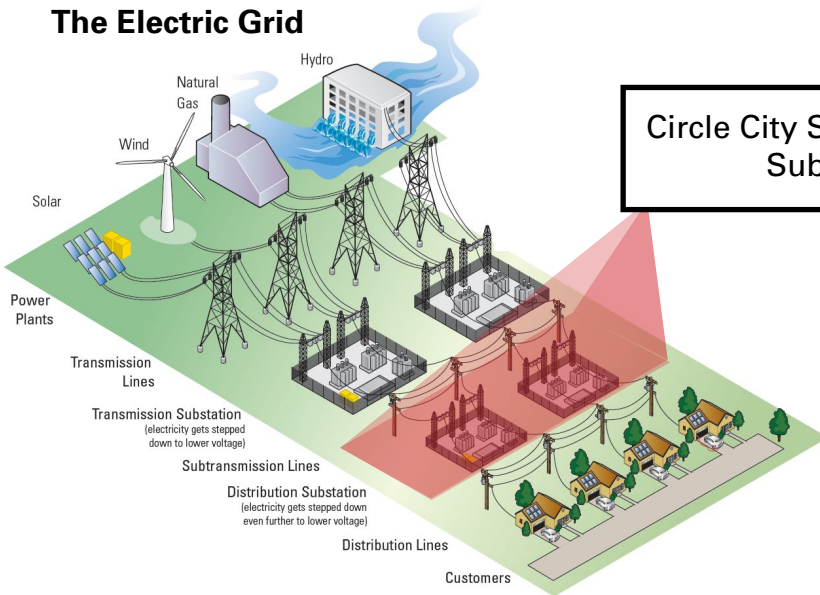 The Electric Grid
Hydro
Natural
Gas
Wind
Solar
Circle City
Power
Plants
Transmission
Lines
Transmission Substation
(electricity gets stepped
down to lower voltage)
Subtransmission Lines
Distribution Substation
(electricity gets stepped down
even further to lower voltage)
Distribution Lines
Customers